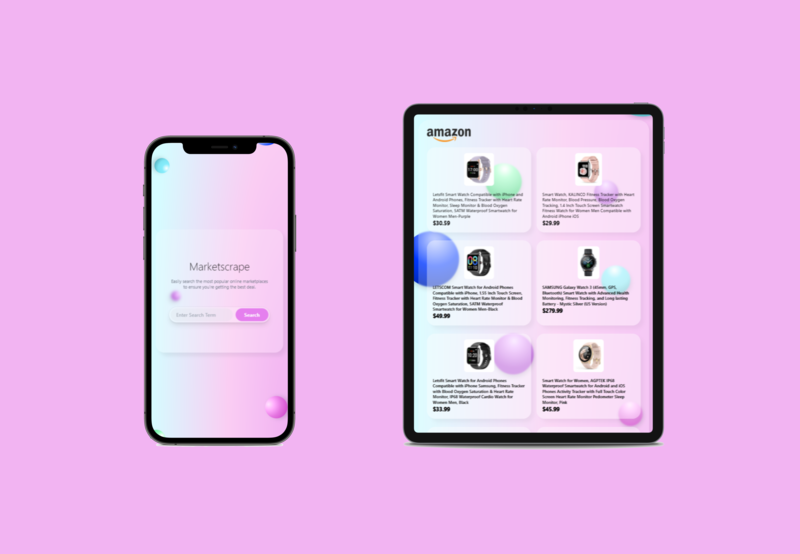 Marketscrape
Easily search the most popular online marketplaces
to ensure you're getting the best deal.
Enter Search Term
Search
amazon
Letsfit Smart Watch Compatible with iPhone and
Android Phones, Fitness Tracker with Heart Rate
Monitor, Sleep Monitor & Blood Oxygen
Saturation, 5ATM Waterproof Smartwatch for
Women Men-Purple
$30.59
Smart Watch, KALINCO Fitness Tracker with Heart
Rate Monitor, Blood Pressure, Blood Oxygen
Tracking, 1.4 Inch Touch Screen Smartwatch
Fitness Watch for Women Men Compatible with
Android iPhone iOS
$29.99
LETSCOM Smart Watch for Android Phones
Compatible with iPhone, 1.55 Inch Touch Screen,
Fitness Tracker with Heart Rate Monitor & Blood
Oxygen Saturation, 5ATM Waterproof
Smartwatch for Women Men Black
$49.99
SAMSUNG Galaxy Watch 3 (45mm, GPS,
Bluetooth) Smart Watch with Advanced Health
Monitoring, Fitness Tracking, and Long lasting
Battery - Mystic Silver (US Version)
$279.99
Letsfit Smart Watch for Android Phones
Compatible with iPhone Samsung, Fitness Tracker
with Blood Oxygen Saturation & Heart Rate
Monitor, IP68 Waterproof Cardio Watch for
Women Men, Black
$33.99
Smart Watch for Women, AGPTEK IP68
Waterproof Smartwatch for Android and iOS
Phones Activity Tracker with Full Touch Color
Screen Heart Rate Monitor Pedometer Sleep
Monitor, Pink
$45.99